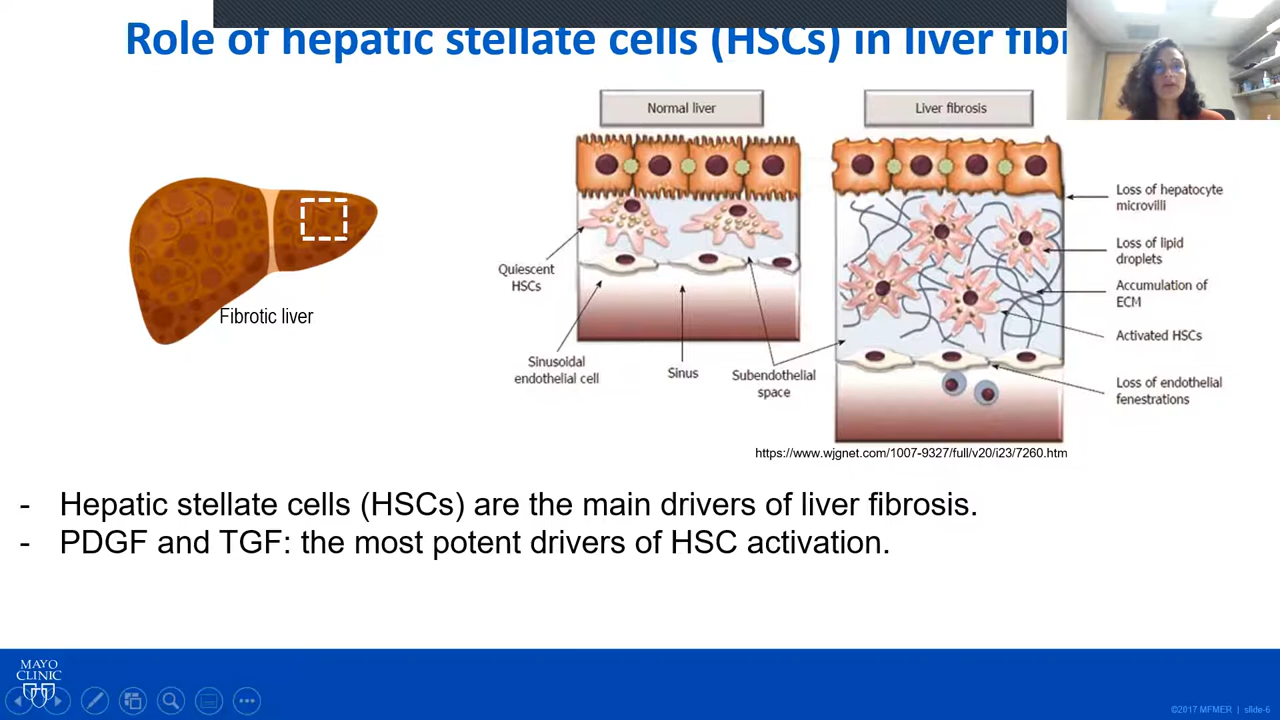 Role of hepatic stellate cells (HSCs) in liver
Normal liver
Liver fibrosis
Loss of hepatocyte
microvilli
Loss of lipid
droplets
Accumulation of
ECM
Activated HSCs
Loss of endothelial
fenestrations
Quiescent
HSCs
Sinusoidal
endothelial cell
Sinus
Subendothelial
space
Fibrotic liver
https://www.wjgnet.com/1007-9327/full/v20/i23/7260.htm
- Hepatic stellate cells (HSCs) are the main drivers of liver fibrosis.
- PDGF and TGF: the most potent drivers of HSC activation.
MAYO
CLINIC
©2017 MFMER | slide-6